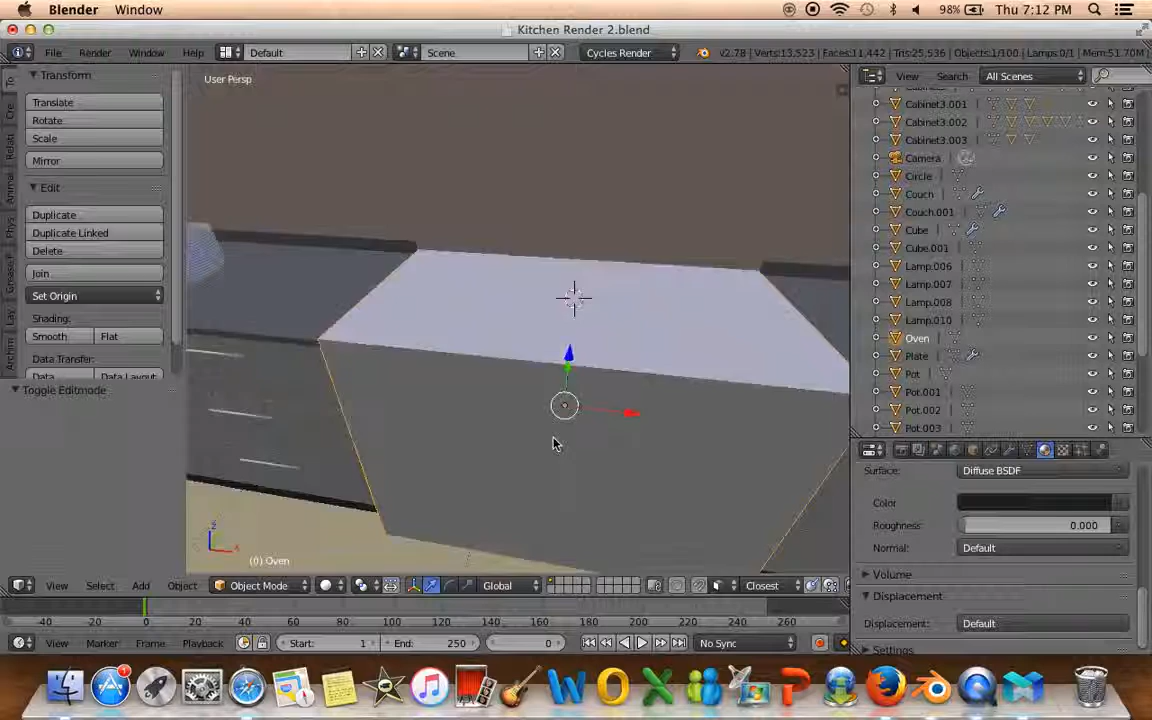 Blender Window 98% Thu 7:12 PM
Kitchen Render 2.blend
File Render Window Help Default Scene Cycles Render v2.78 | Verts:13,523 | Faces:11,442 | Tris:25,536 | Objects:1/100 | Lamps:0/1 | Mem:51.70M
Transform
Translate
Rotate
Scale
Mirror
Edit
Duplicate
Duplicate Linked
Delete
Join
Set Origin
Shading:
Smooth Flat
Data Transfer:
Data Data Layout
Toggle Editmode
User Persp
(0) Oven
View Search All Scenes
Cabinet3.001
Cabinet3.002
Cabinet3.003
Camera
Circle
Couch
Couch.001
Cube
Cube.001
Lamp.006
Lamp.007
Lamp.008
Lamp.010
Oven
Plate
Pot
Pot.001
Pot.002
Pot.003
Surface: Diffuse BSDF
Color
Roughness: 0.000
Normal: Default
Volume
Displacement
Displacement: Default
Settings
View Select Add Object Object Mode Global Closest
-40 -20 0 20 40 60 80 100 120 140 160 180 200 220 240 260
View Marker Frame Playback Start: 1 End: 250 0 No Sync